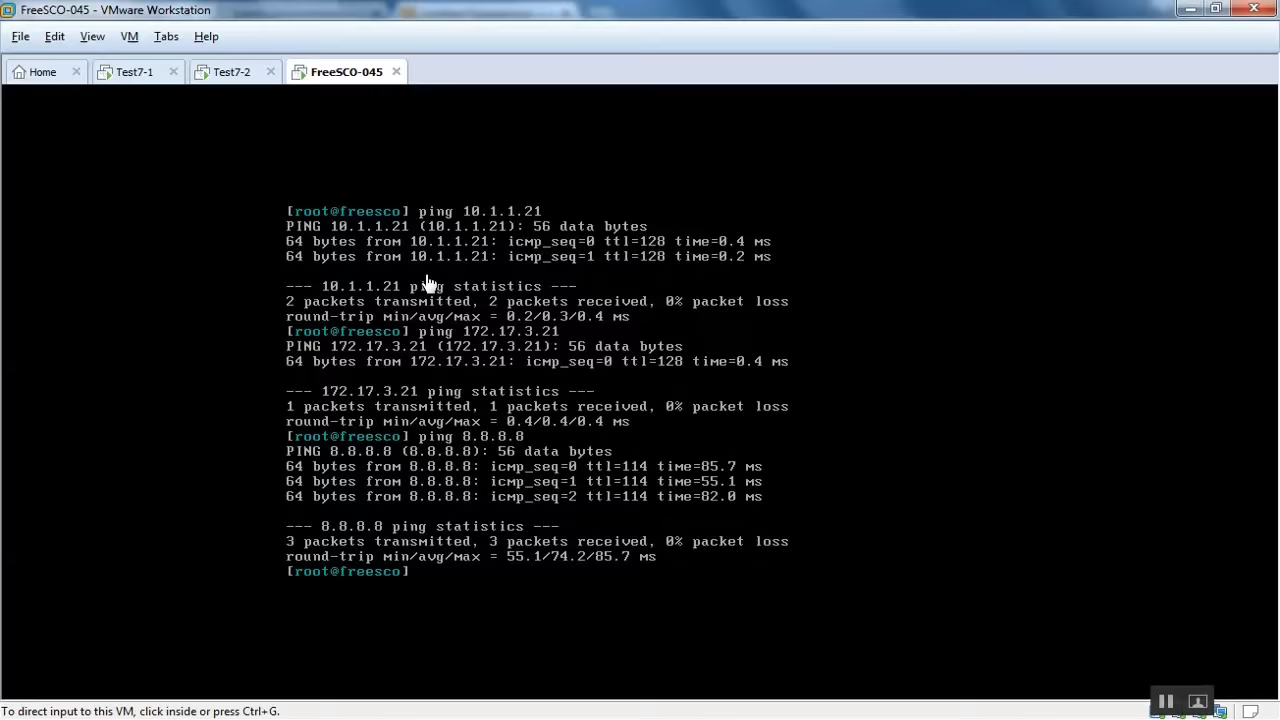 FreeSCO-045 - VMware Workstation
File Edit View VM Tabs Help
Home Test7-1 Test7-2 FreeSCO-045
[root@freesco] ping 10.1.1.21
PING 10.1.1.21 (10.1.1.21): 56 data bytes
64 bytes from 10.1.1.21: icmp_seq=0 ttl=128 time=0.4 ms
64 bytes from 10.1.1.21: icmp_seq=1 ttl=128 time=0.2 ms
--- 10.1.1.21 ping statistics ---
2 packets transmitted, 2 packets received, 0% packet loss
round-trip min/avg/max = 0.2/0.3/0.4 ms
[root@freesco] ping 172.17.3.21
PING 172.17.3.21 (172.17.3.21): 56 data bytes
64 bytes from 172.17.3.21: icmp_seq=0 ttl=128 time=0.4 ms
--- 172.17.3.21 ping statistics ---
1 packets transmitted, 1 packets received, 0% packet loss
round-trip min/avg/max = 0.4/0.4/0.4 ms
[root@freesco] ping 8.8.8.8
PING 8.8.8.8 (8.8.8.8): 56 data bytes
64 bytes from 8.8.8.8: icmp_seq=0 ttl=114 time=85.7 ms
64 bytes from 8.8.8.8: icmp_seq=1 ttl=114 time=55.1 ms
64 bytes from 8.8.8.8: icmp_seq=2 ttl=114 time=82.0 ms
--- 8.8.8.8 ping statistics ---
3 packets transmitted, 3 packets received, 0% packet loss
round-trip min/avg/max = 55.1/74.2/85.7 ms
[root@freesco]
To direct input to this VM, click inside or press Ctrl+G.